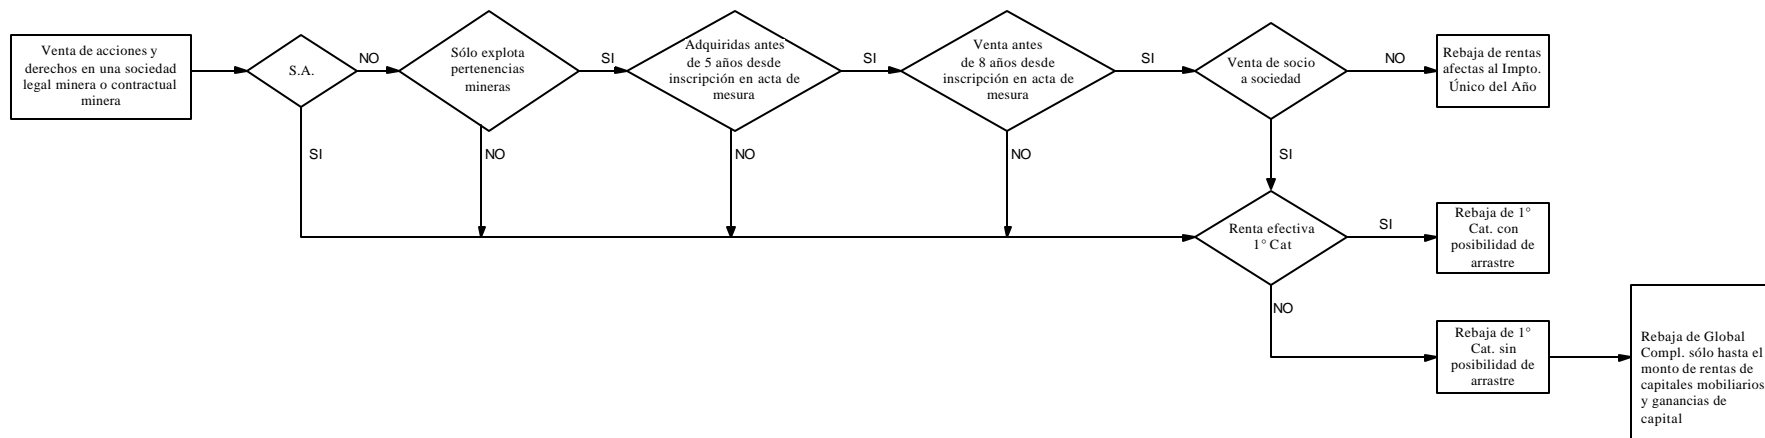 Venta de acciones y
derechos en una sociedad
legal minera o contractual
minera
S.A.
NO
SI
Sólo explota
pertenencias
mineras
SI
NO
Adquiridas antes
de 5 años desde
inscripción en acta de
mesura
SI
NO
Venta antes
de 8 años desde
inscripción en acta de
mesura
SI
NO
Venta de socio
a sociedad
NO
SI
Rebaja de rentas
afectas al Impto.
Único del Año
Renta efectiva
1° Cat
SI
NO
Rebaja de 1°
Cat. con
posibilidad de
arrastre
Rebaja de 1°
Cat. sin
posibilidad de
arrastre
Rebaja de Global
Compl. sólo hasta el
monto de rentas de
capitales mobiliarios
y ganancias de
capital